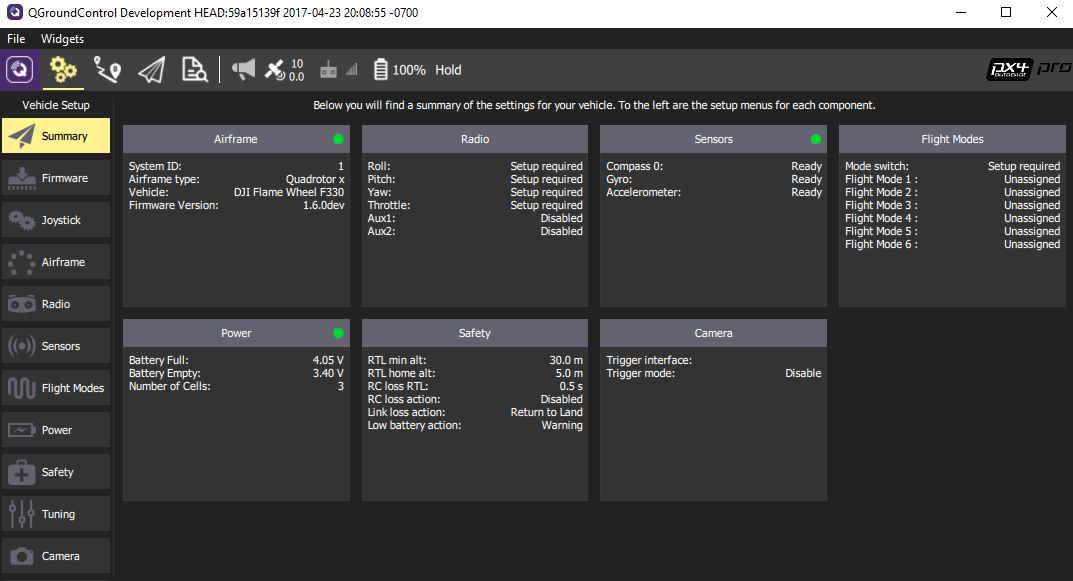 QGroundControl Development HEAD:59a15139f 2017-04-23 20:08:55 -0700
File Widgets
10
0.0
100% Hold
px4 pro
autopilot
Vehicle Setup
Below you will find a summary of the settings for your vehicle. To the left are the setup menus for each component.
Summary
Firmware
Joystick
Airframe
Radio
Sensors
Flight Modes
Power
Safety
Tuning
Camera
Airframe
System ID: 1
Airframe type: Quadrotor x
Vehicle: DJI Flame Wheel F330
Firmware Version: 1.6.0dev
Radio
Roll: Setup required
Pitch: Setup required
Yaw: Setup required
Throttle: Setup required
Aux1: Disabled
Aux2: Disabled
Sensors
Compass 0: Ready
Gyro: Ready
Accelerometer: Ready
Flight Modes
Mode switch: Setup required
Flight Mode 1 : Unassigned
Flight Mode 2 : Unassigned
Flight Mode 3 : Unassigned
Flight Mode 4 : Unassigned
Flight Mode 5 : Unassigned
Flight Mode 6 : Unassigned
Power
Battery Full: 4.05 V
Battery Empty: 3.40 V
Number of Cells: 3
Safety
RTL min alt: 30.0 m
RTL home alt: 5.0 m
RC loss RTL: 0.5 s
RC loss action: Disabled
Link loss action: Return to Land
Low battery action: Warning
Camera
Trigger interface:
Trigger mode: Disable